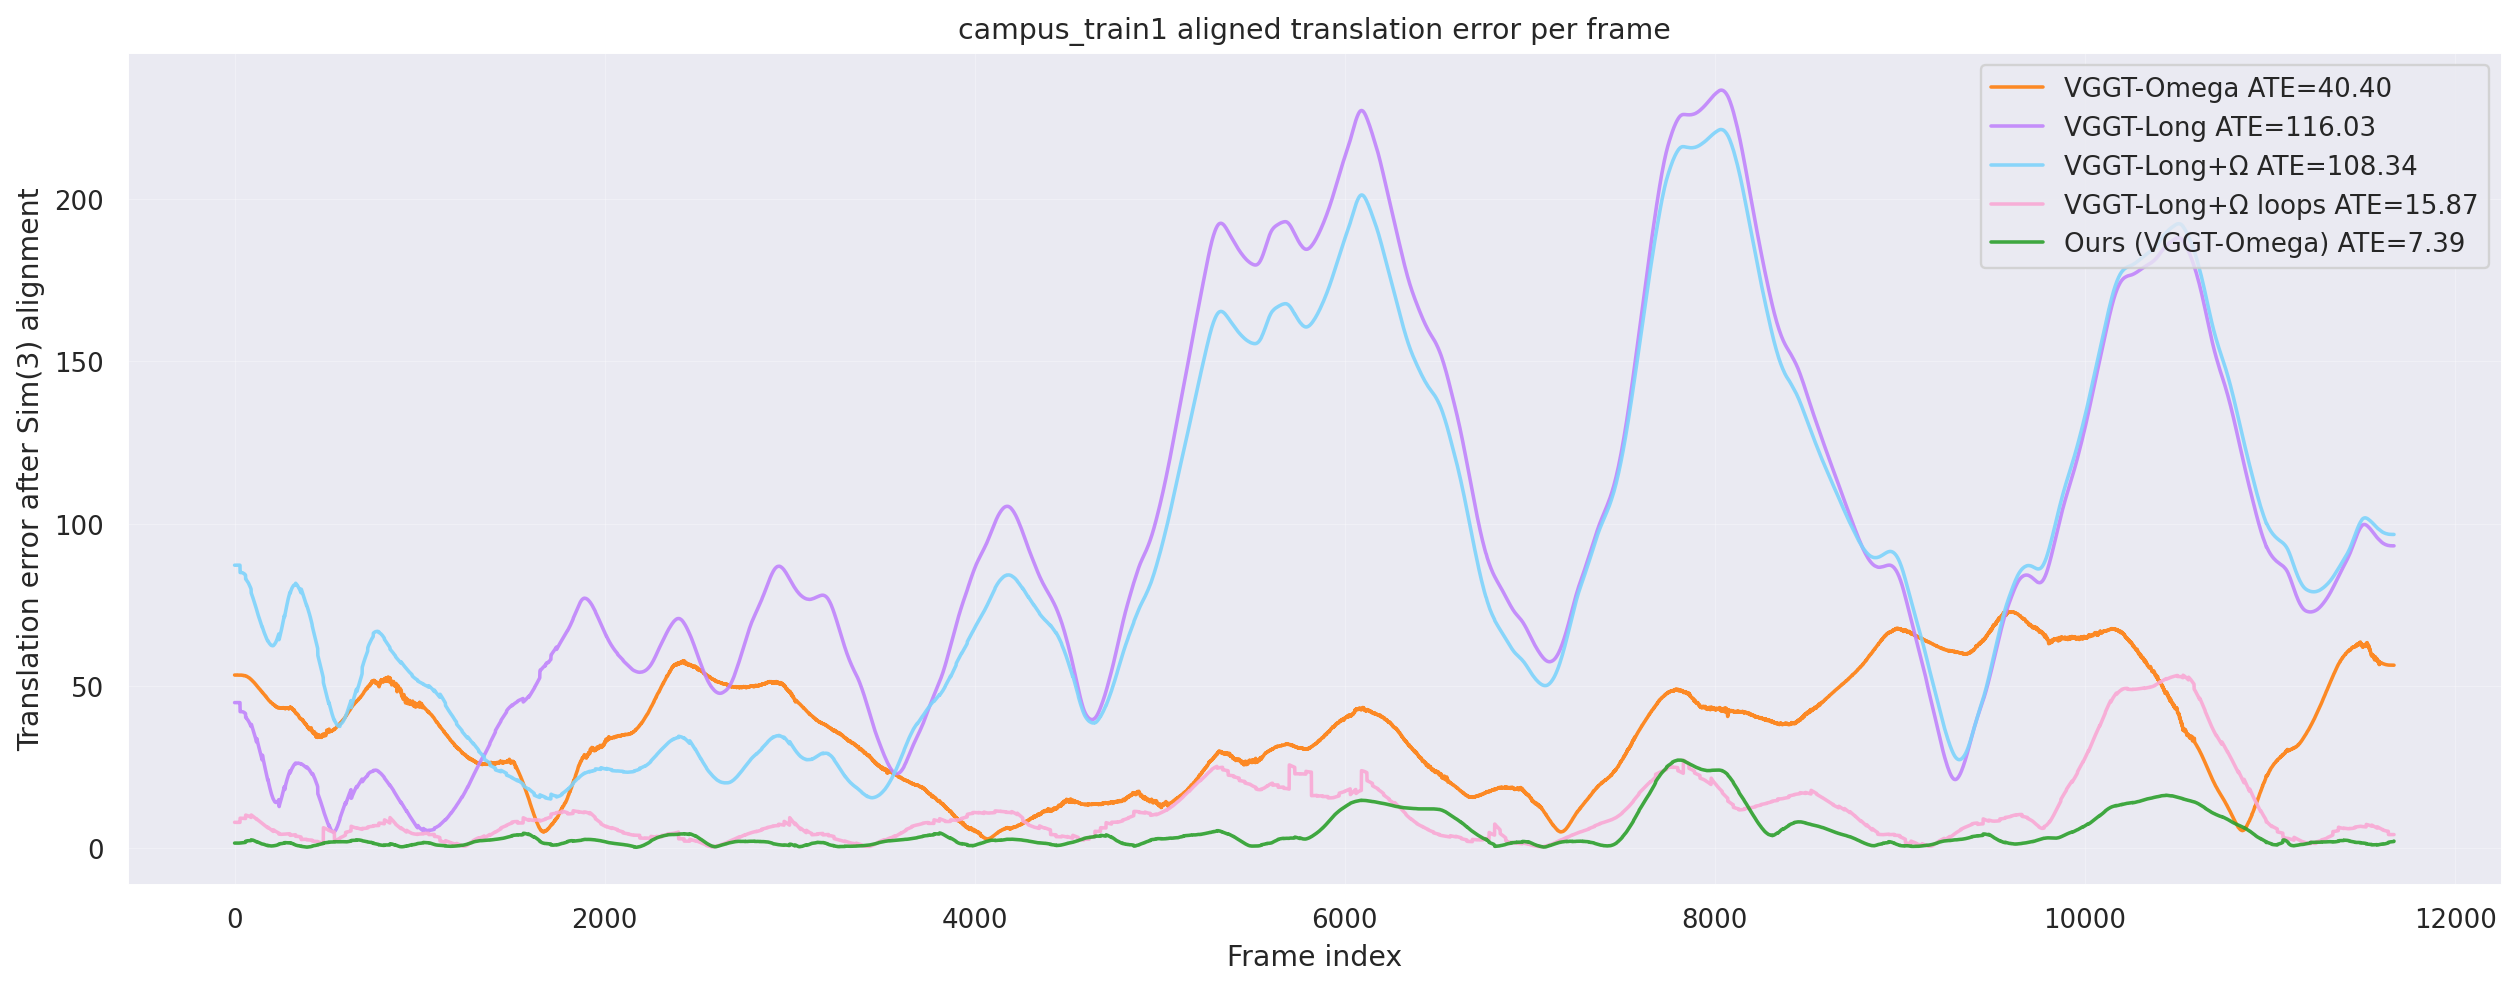 campus_train1 aligned translation error per frame
VGGT-Omega ATE=40.40
VGGT-Long ATE=116.03
VGGT-Long+Ω ATE=108.34
VGGT-Long+Ω loops ATE=15.87
Ours (VGGT-Omega) ATE=7.39
Translation error after Sim(3) alignment
200
150
100
50
0
0 2000 4000 6000 8000 10000 12000
Frame index